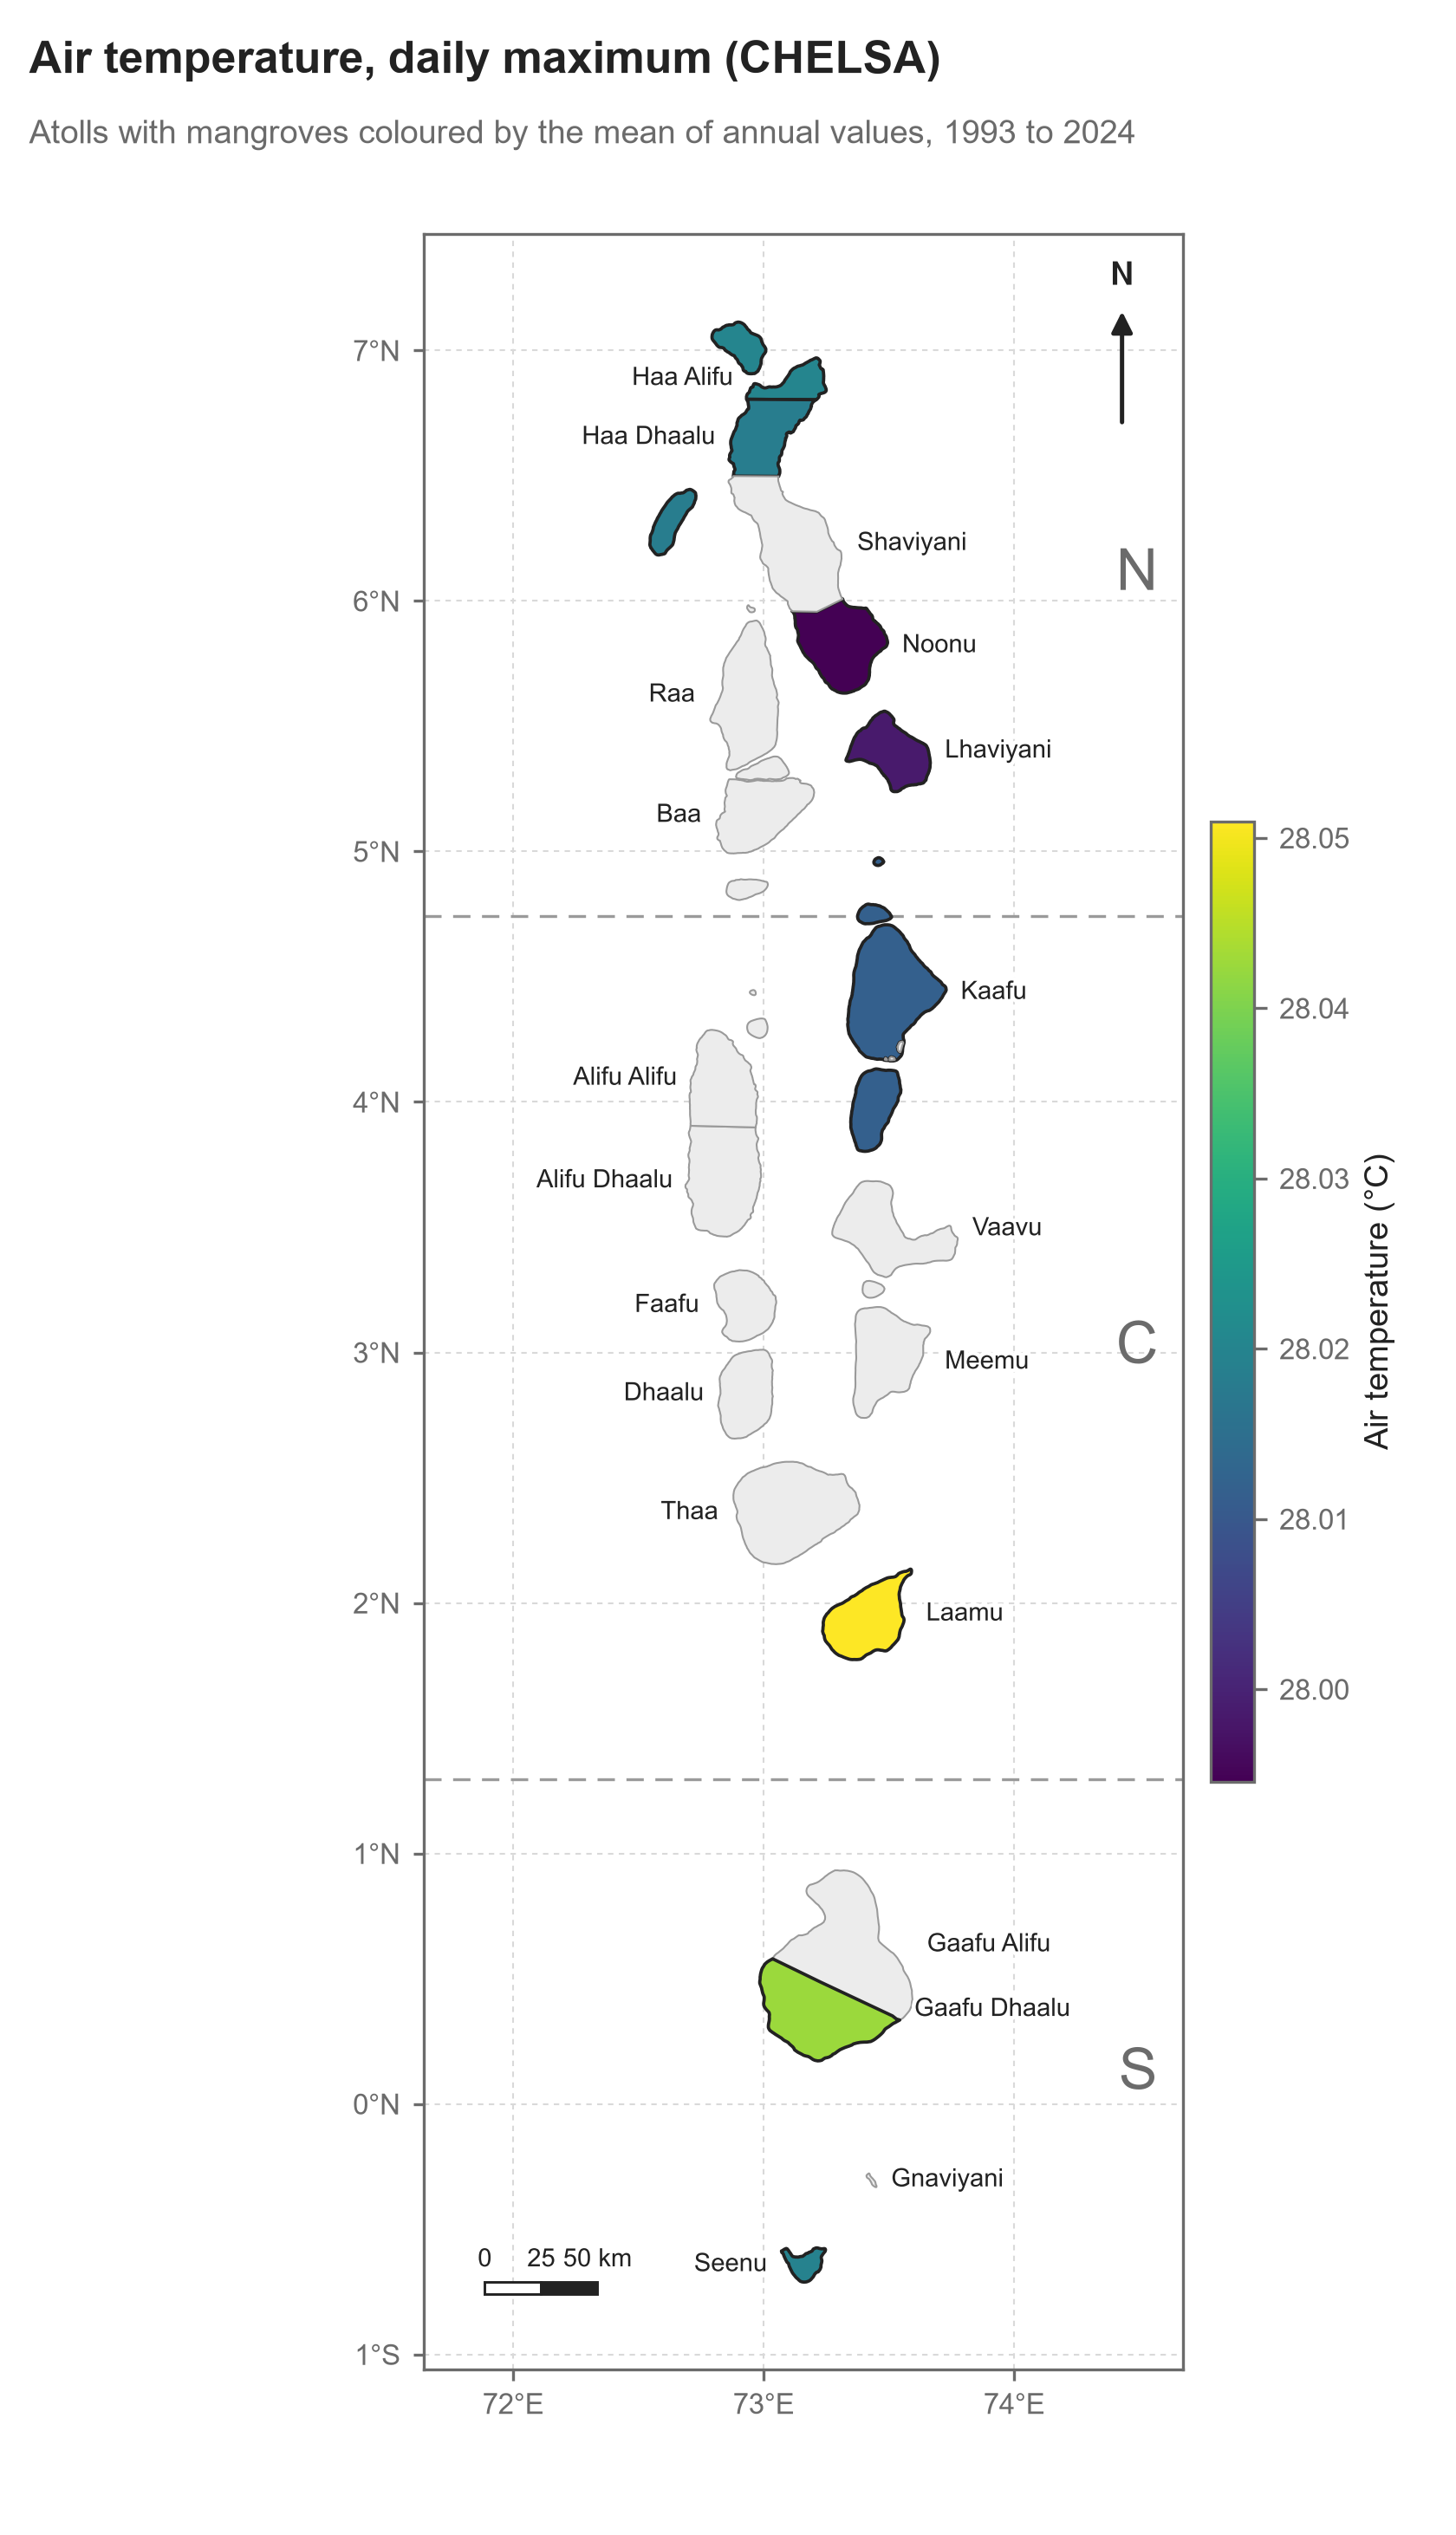 Air temperature, daily maximum (CHELSA)
Atolls with mangroves coloured by the mean of annual values, 1993 to 2024
N
7°N
Haa Alifu
Haa Dhaalu
Shaviyani
N
6°N
Noonu
Raa
Lhaviyani
Baa
5°N
28.05
Kaafu
28.04
Alifu Alifu
4°N
Alifu Dhaalu
28.03
Vaavu
Faafu
Air temperature (°C)
3°N
Meemu
C
28.02
Dhaalu
Thaa
28.01
2°N
Laamu
28.00
1°N
Gaafu Alifu
Gaafu Dhaalu
S
0°N
Gnaviyani
0 25 50 km
Seenu
1°S
72°E 73°E 74°E